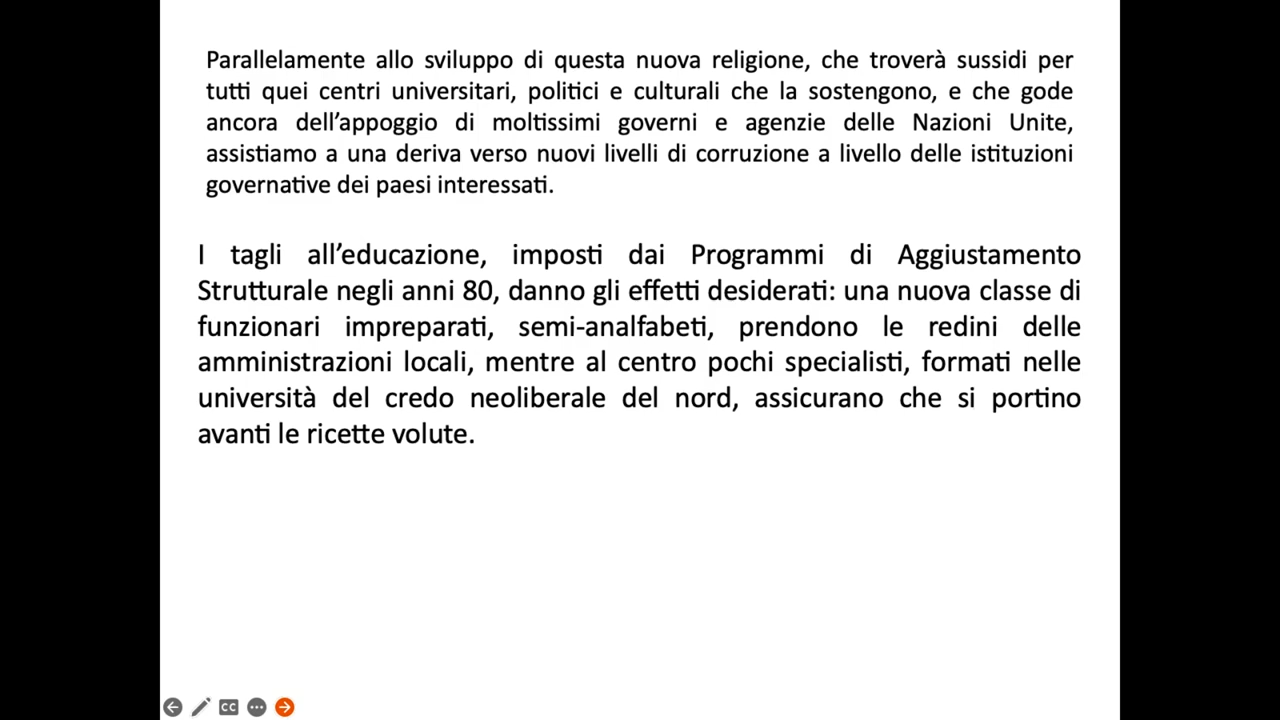 Parallelamente allo sviluppo di questa nuova religione, che troverà sussidi per
tutti quei centri universitari, politici e culturali che la sostengono, e che gode
ancora dell’appoggio di moltissimi governi e agenzie delle Nazioni Unite,
assistiamo a una deriva verso nuovi livelli di corruzione a livello delle istituzioni
governative dei paesi interessati.
I tagli all’educazione, imposti dai Programmi di Aggiustamento
Strutturale negli anni 80, danno gli effetti desiderati: una nuova classe di
funzionari impreparati, semi-analfabeti, prendono le redini delle
amministrazioni locali, mentre al centro pochi specialisti, formati nelle
università del credo neoliberale del nord, assicurano che si portino
avanti le ricette volute.
CC